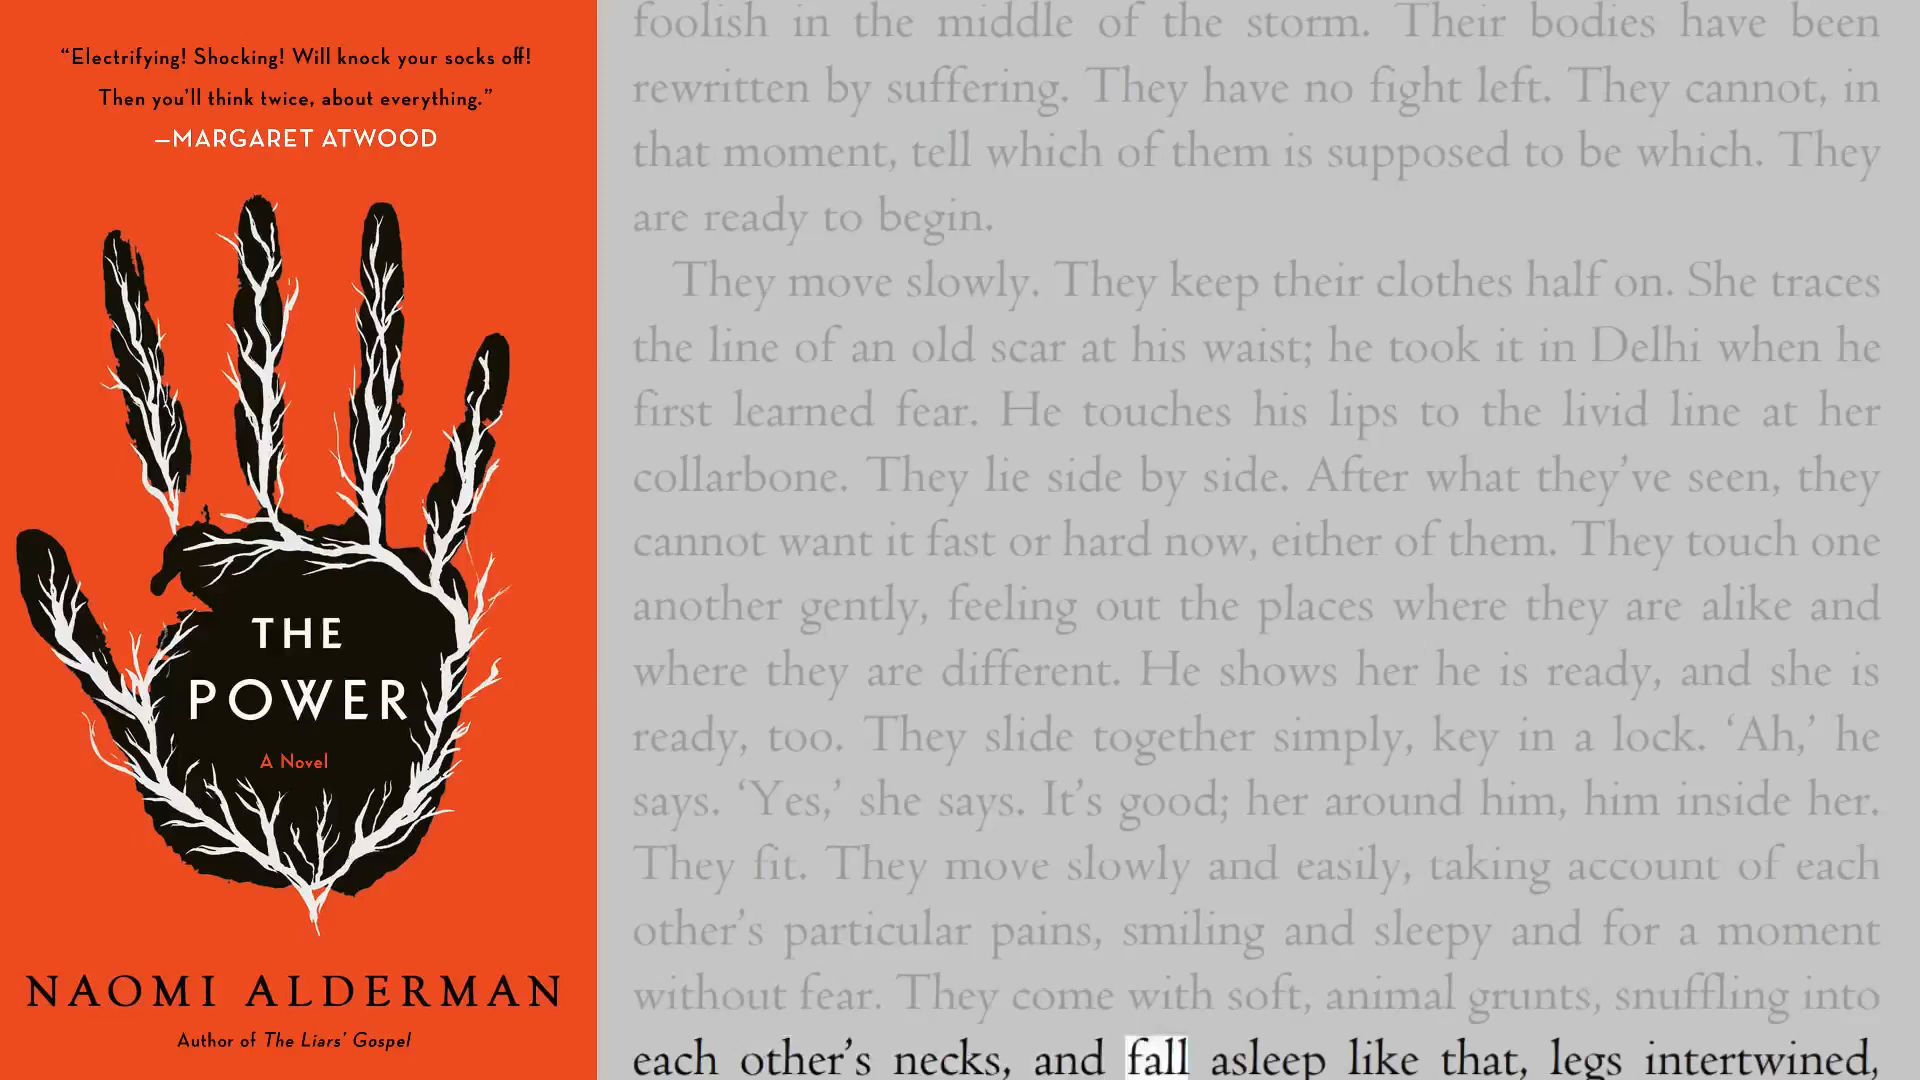 “Electrifying! Shocking! Will knock your socks off!
Then you’ll think twice, about everything.”
—MARGARET ATWOOD
THE
POWER
A Novel
NAOMI ALDERMAN
Author of The Liars’ Gospel
foolish in the middle of the storm. Their bodies have been
rewritten by suffering. They have no fight left. They cannot, in
that moment, tell which of them is supposed to be which. They
are ready to begin.
They move slowly. They keep their clothes half on. She traces
the line of an old scar at his waist; he took it in Delhi when he
first learned fear. He touches his lips to the livid line at her
collarbone. They lie side by side. After what they’ve seen, they
cannot want it fast or hard now, either of them. They touch one
another gently, feeling out the places where they are alike and
where they are different. He shows her he is ready, and she is
ready, too. They slide together simply, key in a lock. ‘Ah,’ he
says. ‘Yes,’ she says. It’s good; her around him, him inside her.
They fit. They move slowly and easily, taking account of each
other’s particular pains, smiling and sleepy and for a moment
without fear. They come with soft, animal grunts, snuffling into
each other’s necks, and fall asleep like that, legs intertwined,